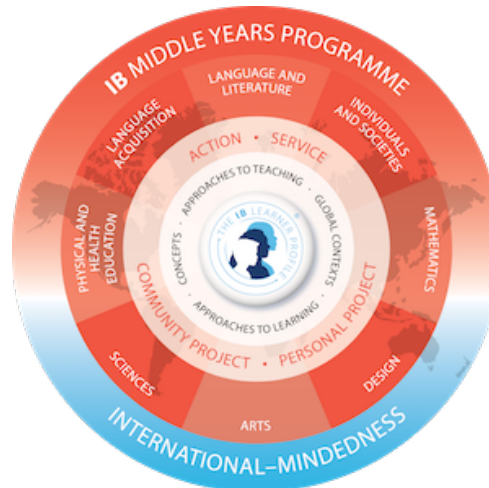 IB MIDDLE YEARS PROGRAMME
LANGUAGE AND
LITERATURE
INDIVIDUALS
AND SOCIETIES
MATHEMATICS
DESIGN
ARTS
SCIENCES
PHYSICAL AND
HEALTH
EDUCATION
LANGUAGE
ACQUISITION
ACTION • SERVICE
COMMUNITY PROJECT • PERSONAL PROJECT
APPROACHES TO TEACHING · GLOBAL CONTEXTS · APPROACHES TO LEARNING · CONCEPTS ·
THE IB LEARNER PROFILE
®
INTERNATIONAL–MINDEDNESS